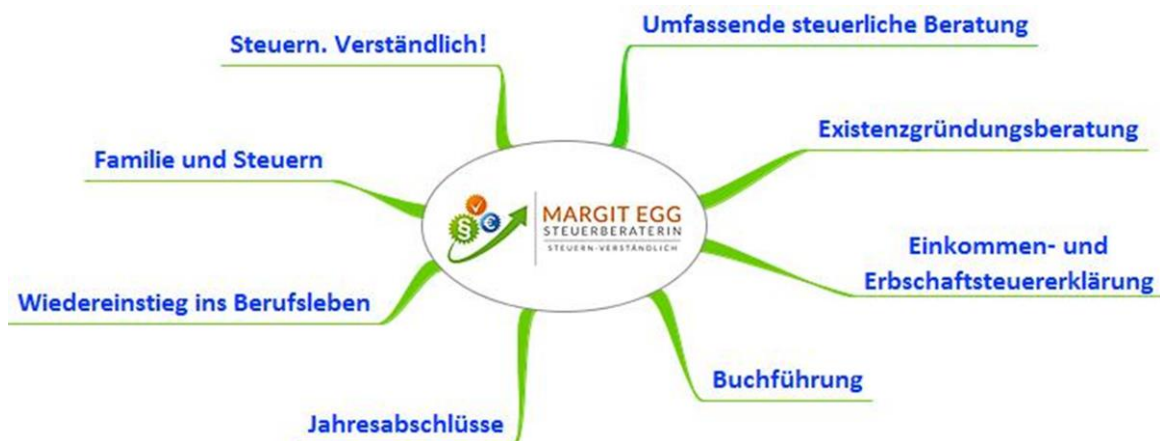 Steuern. Verständlich!
Umfassende steuerliche Beratung
Existenzgründungsberatung
Familie und Steuern
§
€
MARGIT EGG
STEUERBERATERIN
STEUERN-VERSTÄNDLICH
Einkommen- und
Erbschaftsteuererklärung
Wiedereinstieg ins Berufsleben
Buchführung
Jahresabschlüsse